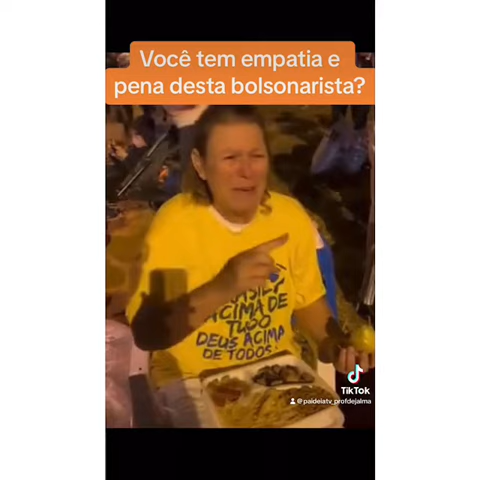 Você tem empatia e
pena desta bolsonarista?
ACIMA DE
TUDO
DEUS ACIMA
DE TODOS
TikTok
@paideiatv_profdejalma